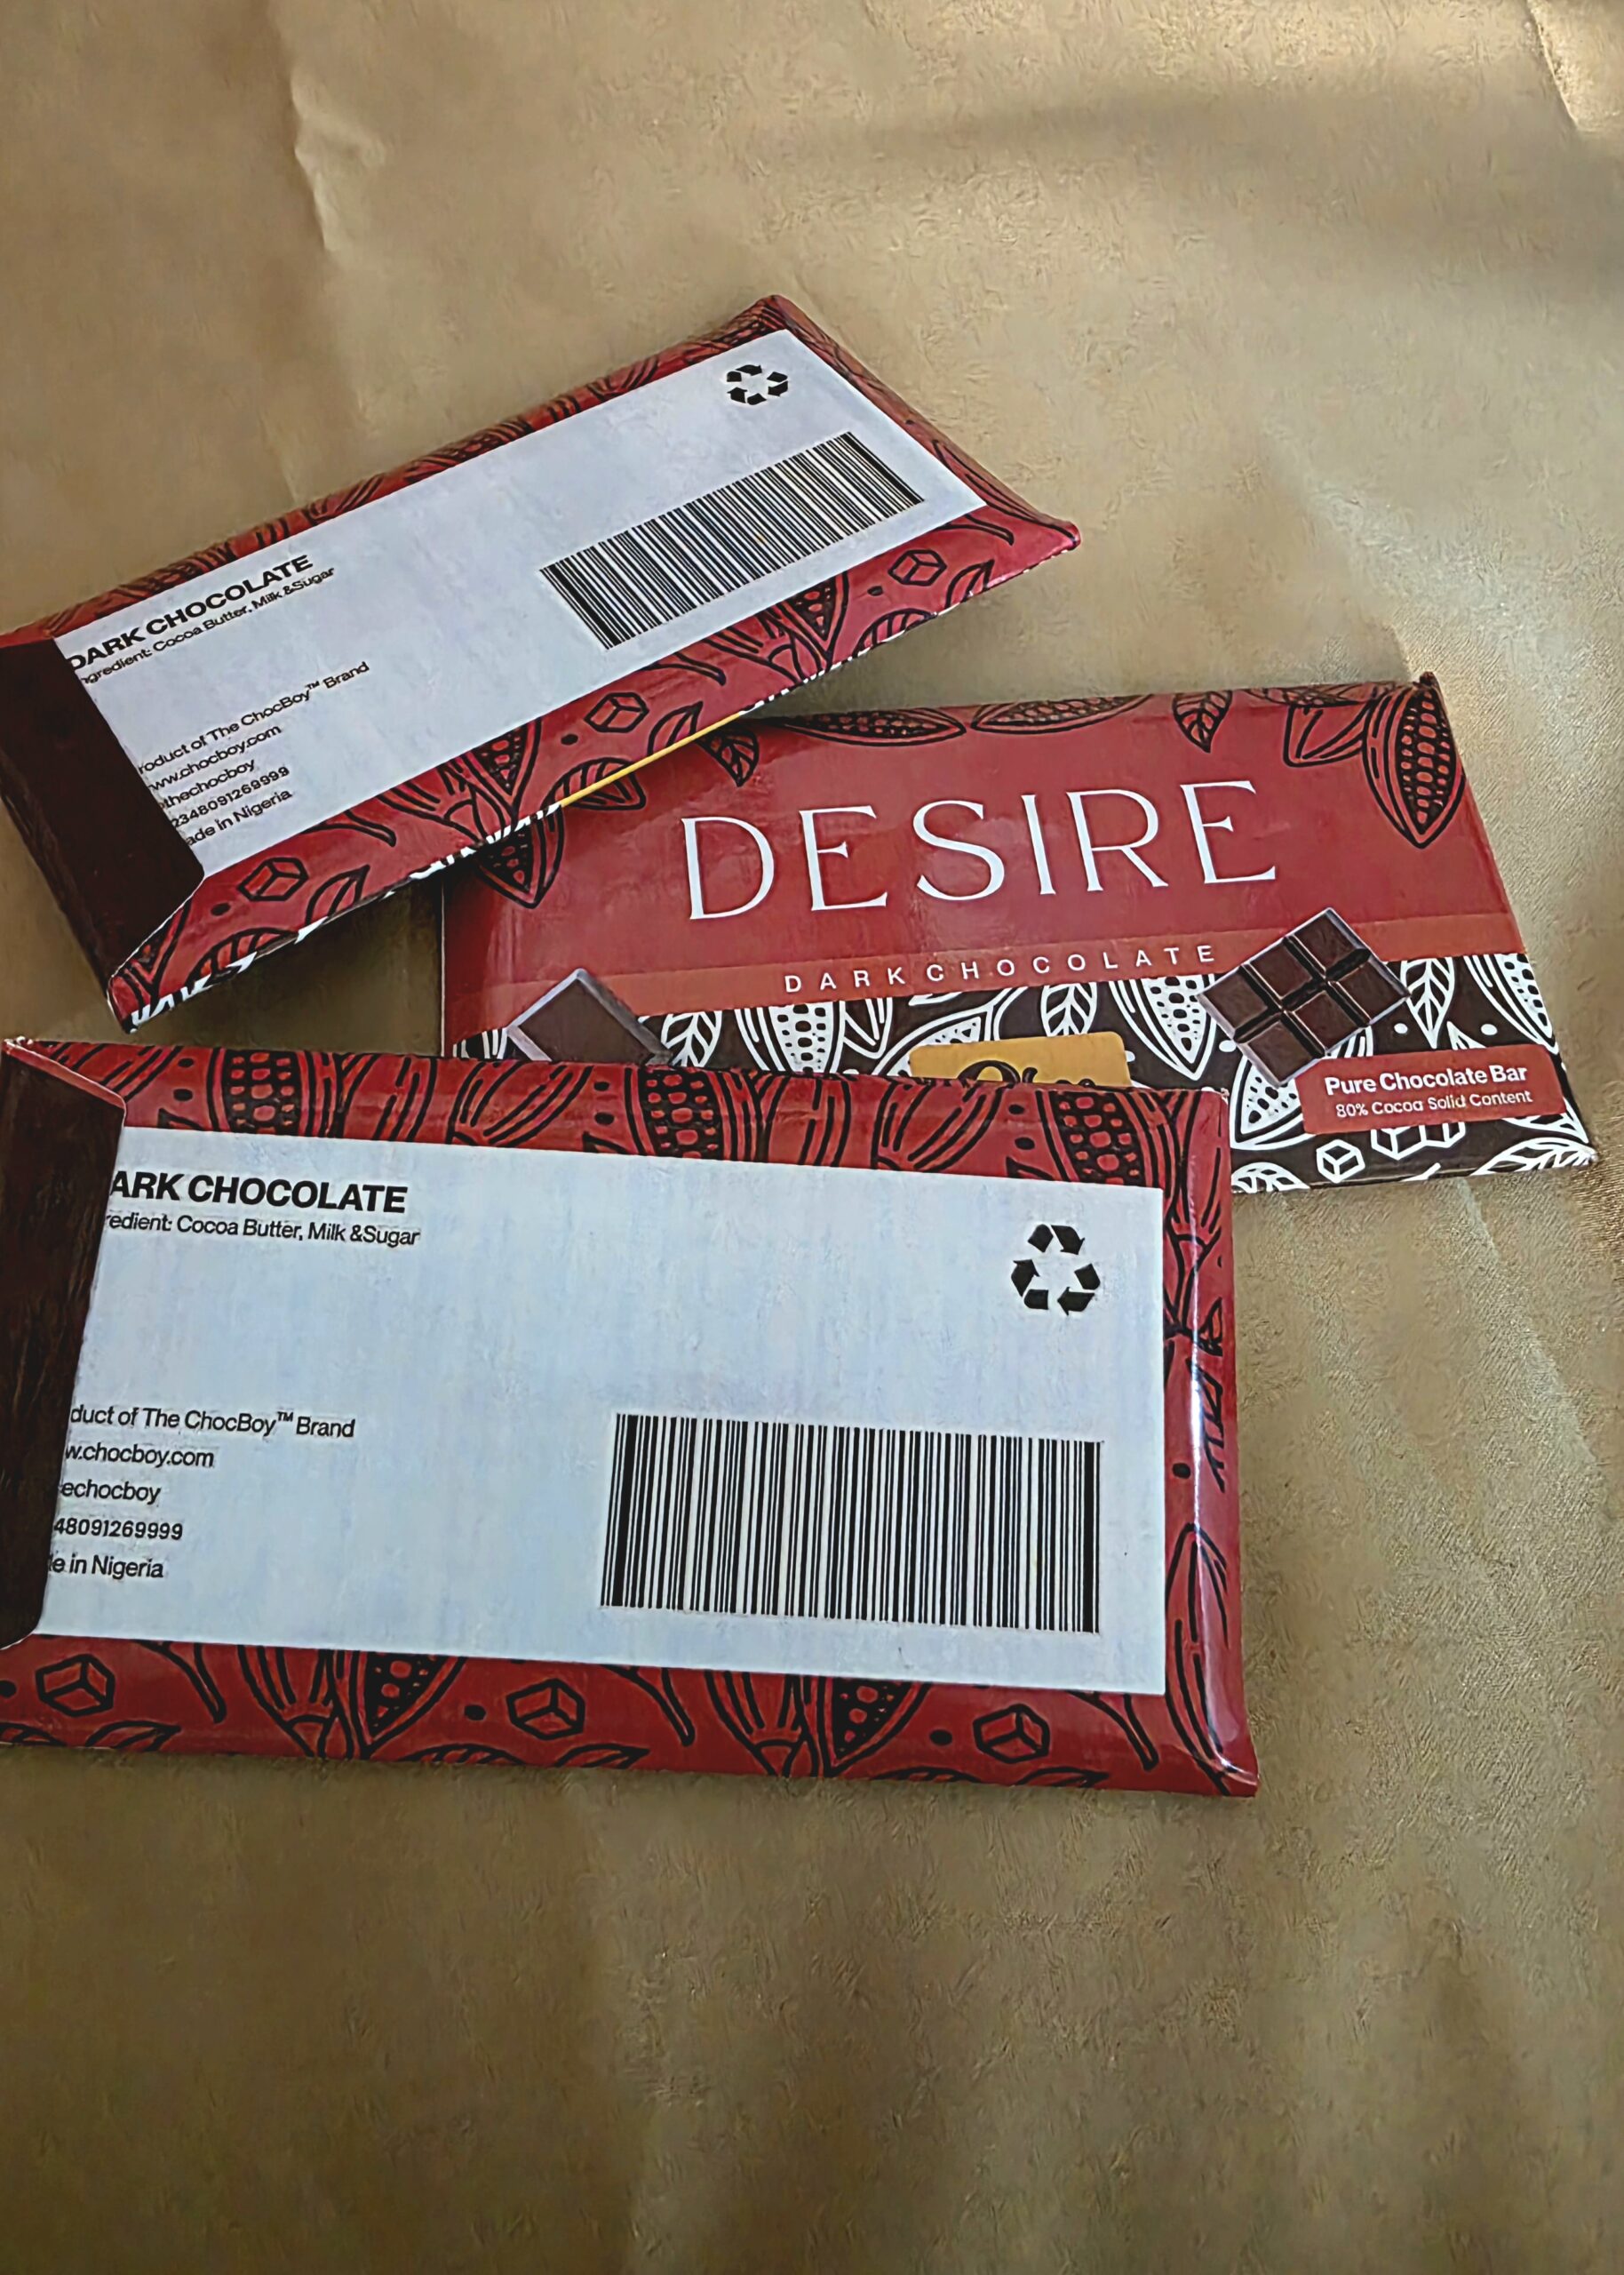 DARK CHOCOLATE
ngredient: Cocoa Butter, Milk &Sugar
roduct of The ChocBoy™ Brand
ww.chocboy.com
thechocboy
2348091269999
ade in Nigeria
DESIRE
DARK CHOCOLATE
Pure Chocolate Bar
80% Cocoa Solid Content
ARK CHOCOLATE
redient: Cocoa Butter, Milk &Sugar
duct of The ChocBoy™ Brand
w.chocboy.com
echocboy
48091269999
e in Nigeria